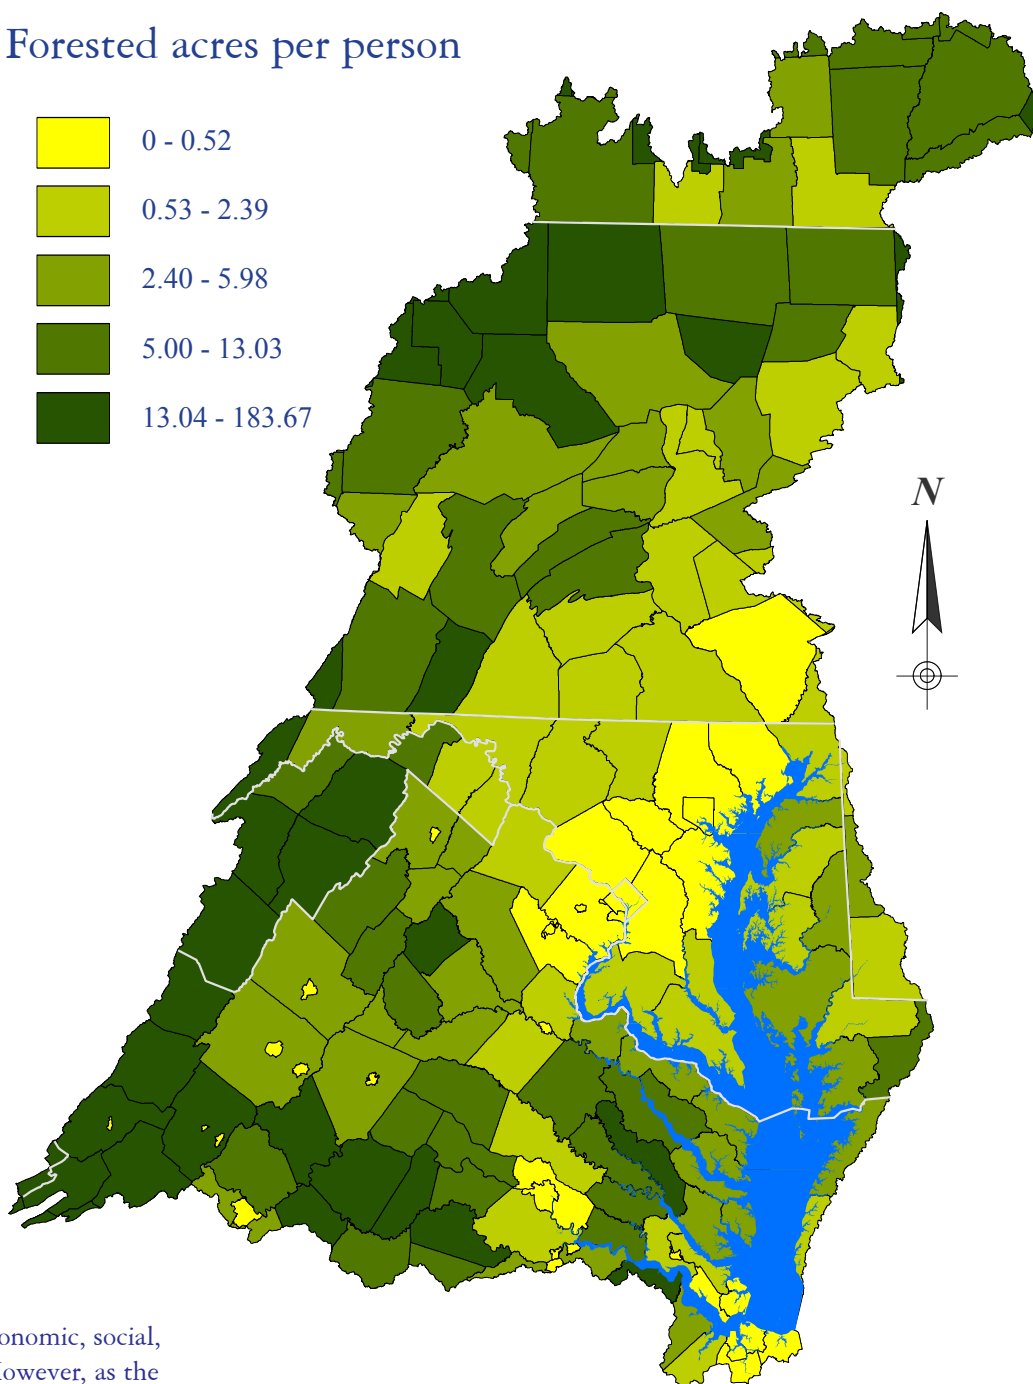 Forested acres per person
0 - 0.52
0.53 - 2.39
2.40 - 5.98
5.00 - 13.03
13.04 - 183.67
N
onomic, social,
However, as the